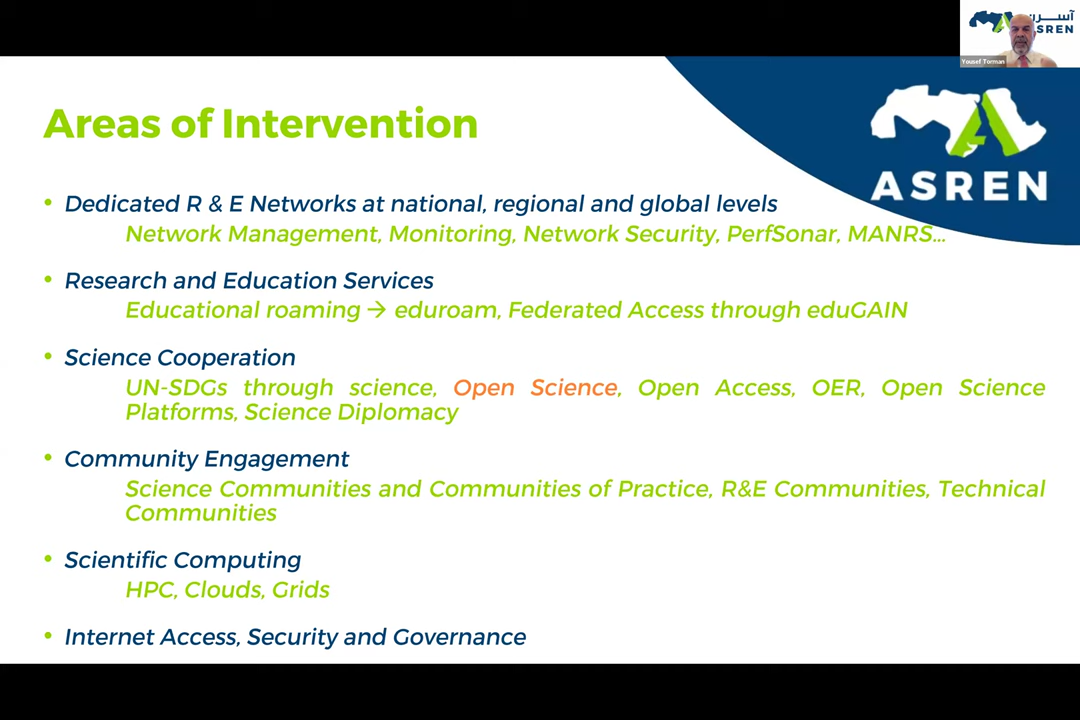 آسرن
ASREN
Yousef Torman
ASREN
Areas of Intervention
• Dedicated R & E Networks at national, regional and global levels
Network Management, Monitoring, Network Security, PerfSonar, MANRS...
• Research and Education Services
Educational roaming → eduroam, Federated Access through eduGAIN
• Science Cooperation
UN-SDGs through science, Open Science, Open Access, OER, Open Science
Platforms, Science Diplomacy
• Community Engagement
Science Communities and Communities of Practice, R&E Communities, Technical
Communities
• Scientific Computing
HPC, Clouds, Grids
• Internet Access, Security and Governance